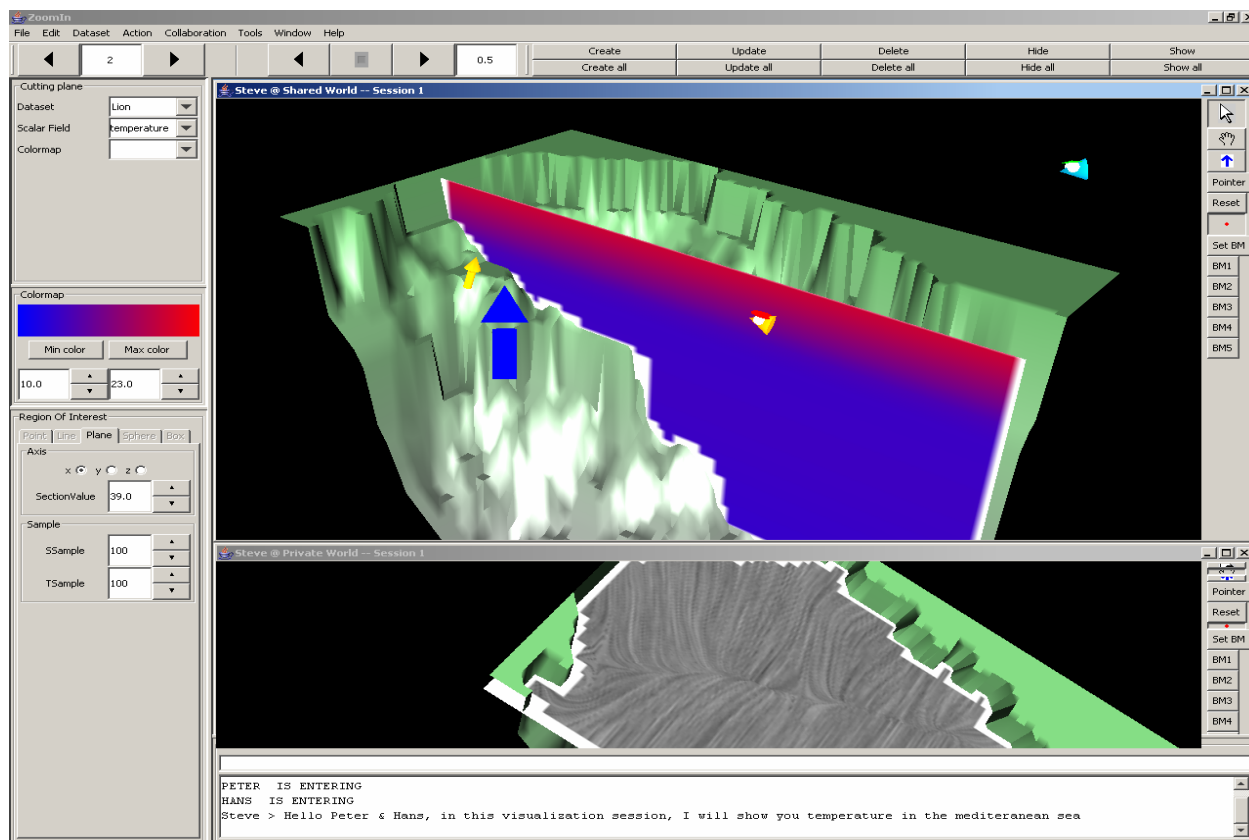 ZoomIn
File Edit Dataset Action Collaboration Tools Window Help
2 0.5 Create Update Delete Hide Show
Create all Update all Delete all Hide all Show all
Cutting plane
Dataset Lion
Scalar Field temperature
Colormap
Colormap
Min color Max color
10.0 23.0
Region Of Interest
Point Line Plane Sphere Box
Axis
x y z
SectionValue 39.0
Sample
SSample 100
TSample 100
Steve @ Shared World -- Session 1
Pointer
Reset
Set BM
BM1
BM2
BM3
BM4
BM5
Steve @ Private World -- Session 1
Pointer
Reset
Set BM
BM1
BM2
BM3
BM4
PETER IS ENTERING
HANS IS ENTERING
Steve > Hello Peter & Hans, in this visualization session, I will show you temperature in the mediteranean sea